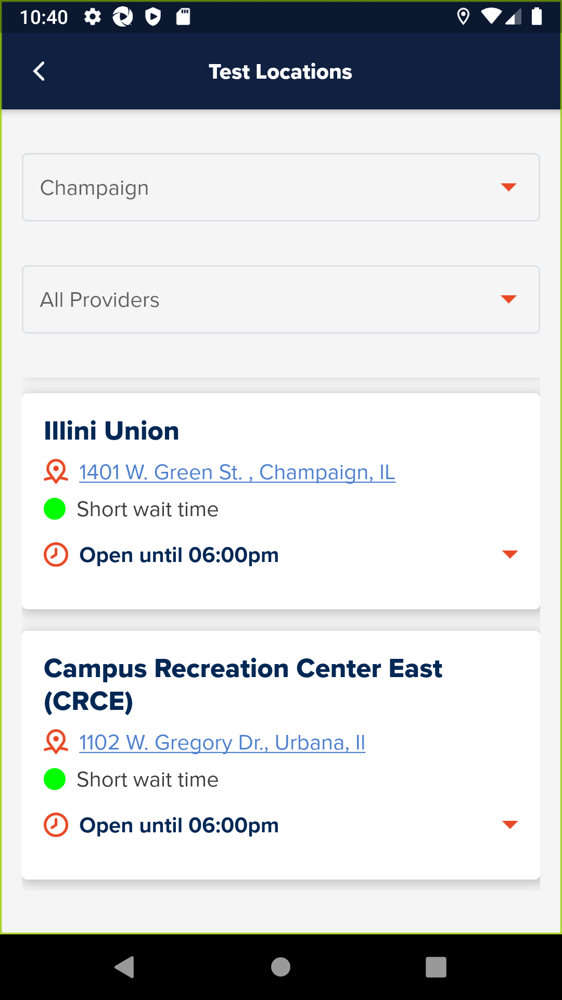 10:40
Test Locations
Champaign
All Providers
Illini Union
1401 W. Green St. , Champaign, IL
Short wait time
Open until 06:00pm
Campus Recreation Center East
(CRCE)
1102 W. Gregory Dr., Urbana, Il
Short wait time
Open until 06:00pm